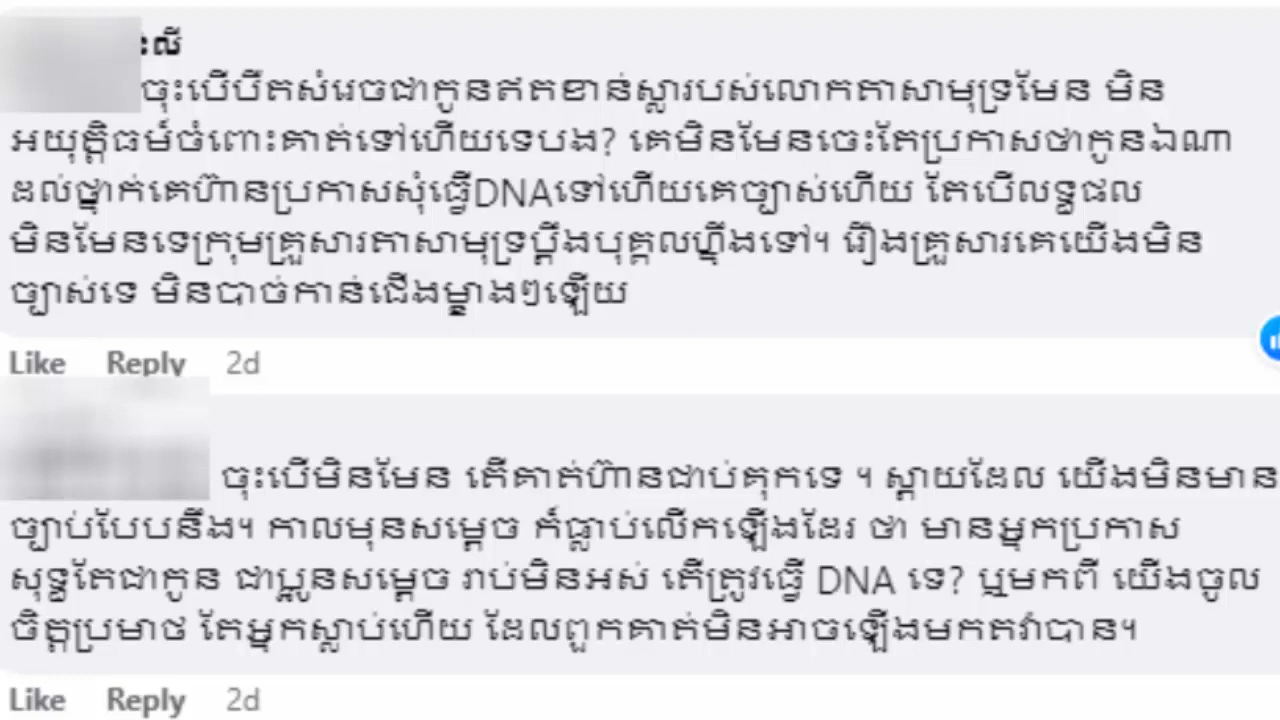 ះលី
ចុះបើបីតសំរេចជាកូនឥតខាន់ស្លារបស់លោកតាសាមុទ្រមែន មិន
អយុត្តិធម៌ចំពោះគាត់ទៅហើយទេបង? គេមិនមែនចេះតែប្រកាសថាកូនឯណា
ដល់ថ្នាក់គេហ៊ានប្រកាសសុំធ្វើDNAទៅហើយគេច្បាស់ហើយ តែបើលទ្ធផល
មិនមែនទេក្រុមគ្រួសារតាសាមុទ្រប្តឹងបុគ្គលហ្នឹងទៅ។ រឿងគ្រួសារគេយើងមិន
ច្បាស់ទេ មិនបាច់កាន់ជើងម្ខាងៗឡើយ
Like Reply 2d
ចុះបើមិនមែន តើគាត់ហ៊ានជាប់គុកទេ ។ ស្តាយដែល យើងមិនមាន
ច្បាប់បែបនឹង។ កាលមុនសម្តេច ក៏ធ្លាប់លើកឡើងដែរ ថា មានអ្នកប្រកាស
សុទ្ធតែជាកូន ជាប្អូនសម្តេច រាប់មិនអស់ តើត្រូវធ្វើ DNA ទេ? ឬមកពី យើងចូល
ចិត្តប្រមាថ តែអ្នកស្លាប់ហើយ ដែលពួកគាត់មិនអាចឡើងមកតវ៉ាបាន។
Like Reply 2d